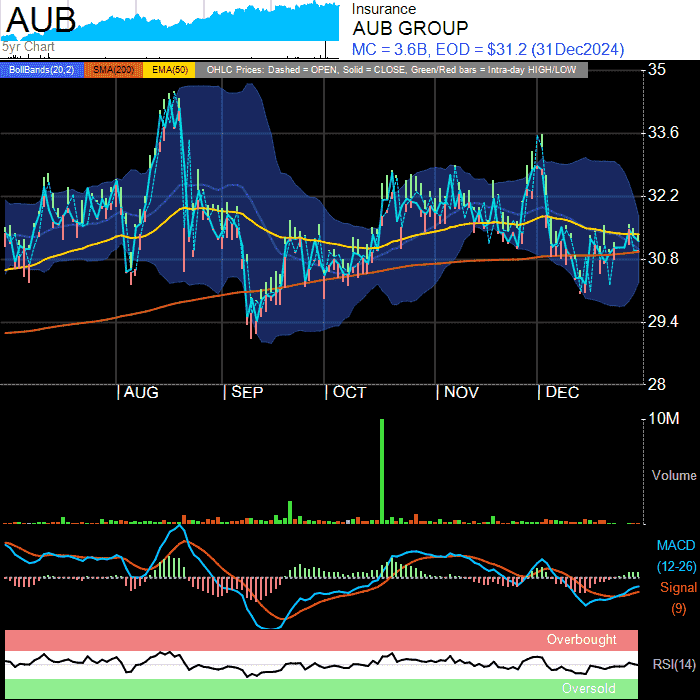 AUB
5yr Chart
Insurance
AUB GROUP
MC = 3.6B, EOD = $31.2 (31Dec2024)
BollBands(20,2) SMA(200) EMA(50) OHLC Prices: Dashed = OPEN, Solid = CLOSE, Green/Red bars = Intra-day HIGH/LOW
35
33.6
32.2
30.8
29.4
28
| AUG | SEP | OCT | NOV | DEC
10M
Volume
MACD
(12-26)
Signal
(9)
Overbought
RSI(14)
Oversold